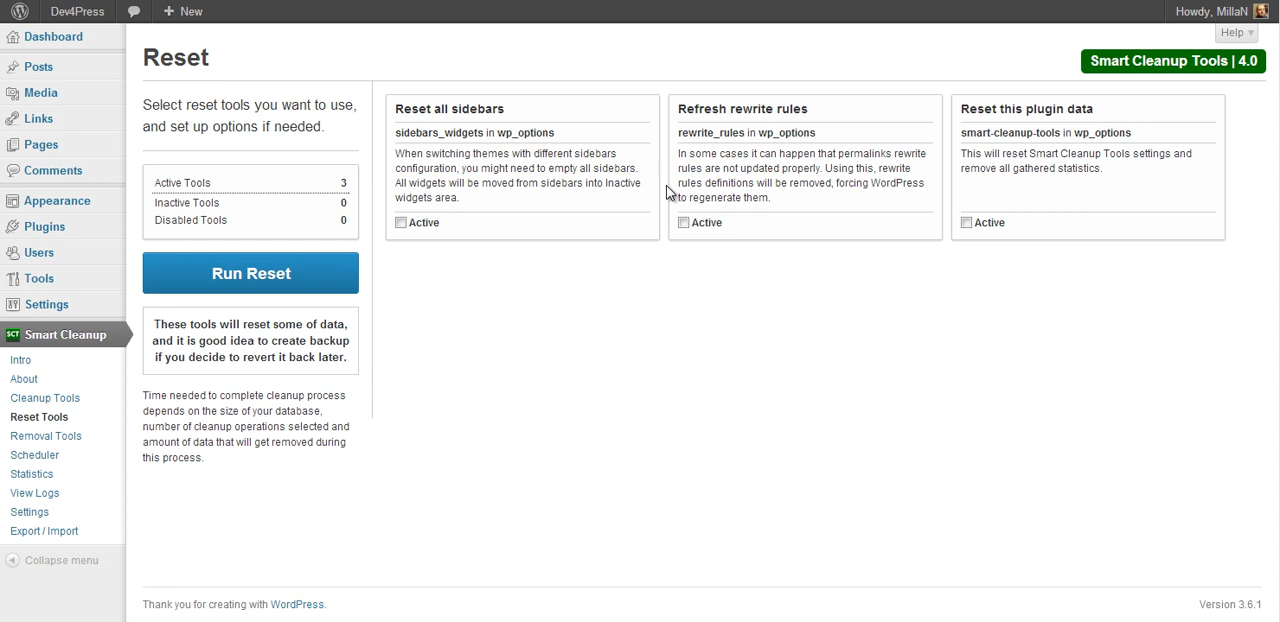 Dev4Press
New
Howdy, MillaN
Help
Dashboard
Posts
Media
Links
Pages
Comments
Appearance
Plugins
Users
Tools
Settings
SCT Smart Cleanup
Intro
About
Cleanup Tools
Reset Tools
Removal Tools
Scheduler
Statistics
View Logs
Settings
Export / Import
Collapse menu
Reset
Smart Cleanup Tools | 4.0
Select reset tools you want to use,
and set up options if needed.
Active Tools 3
Inactive Tools 0
Disabled Tools 0
Run Reset
These tools will reset some of data,
and it is good idea to create backup
if you decide to revert it back later.
Time needed to complete cleanup process
depends on the size of your database,
number of cleanup operations selected and
amount of data that will get removed during
this process.
Reset all sidebars
sidebars_widgets in wp_options
When switching themes with different sidebars
configuration, you might need to empty all sidebars.
All widgets will be moved from sidebars into Inactive
widgets area.
Active
Refresh rewrite rules
rewrite_rules in wp_options
In some cases it can happen that permalinks rewrite
rules are not updated properly. Using this, rewrite
rules definitions will be removed, forcing WordPress
to regenerate them.
Active
Reset this plugin data
smart-cleanup-tools in wp_options
This will reset Smart Cleanup Tools settings and
remove all gathered statistics.
Active
Thank you for creating with WordPress.
Version 3.6.1